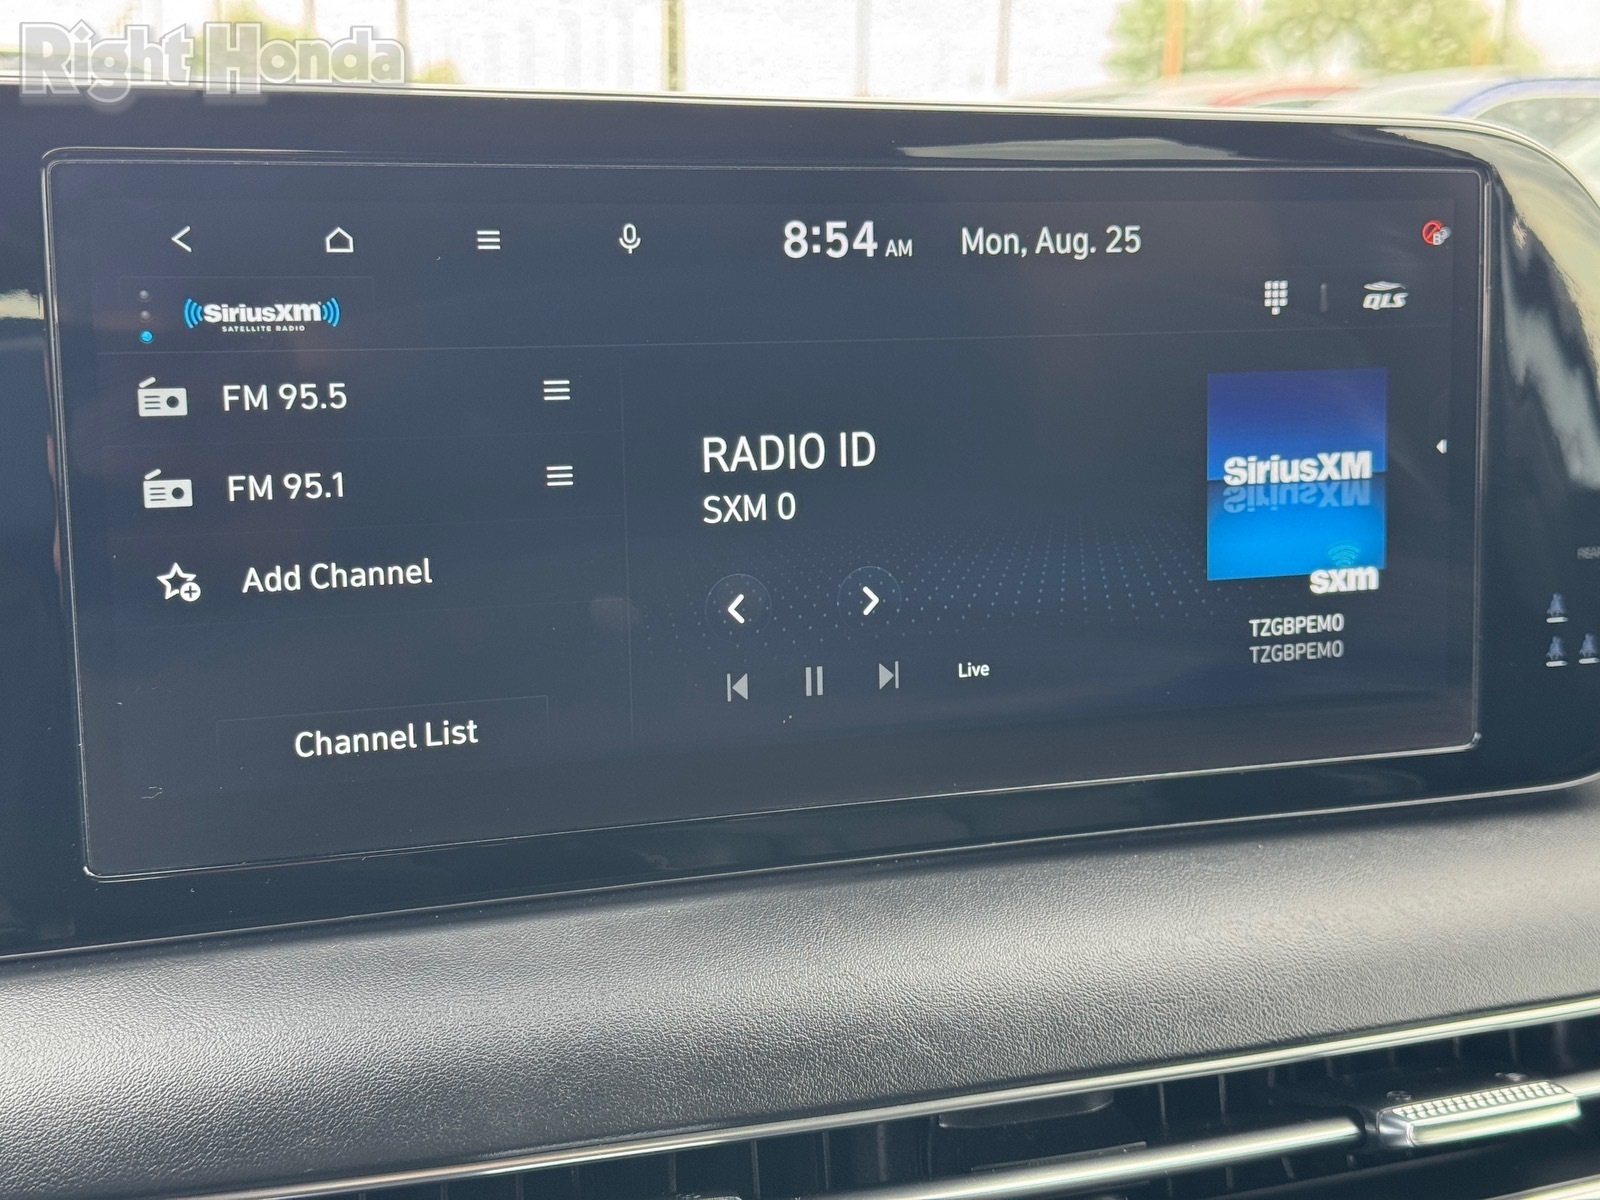 Right Honda
8:54 AM Mon, Aug. 25
SiriusXM
SATELLITE RADIO
QLS
FM 95.5
FM 95.1
Add Channel
Channel List
RADIO ID
SXM 0
Live
SiriusXM
sxm
TZGBPEM0
TZGBPEM0